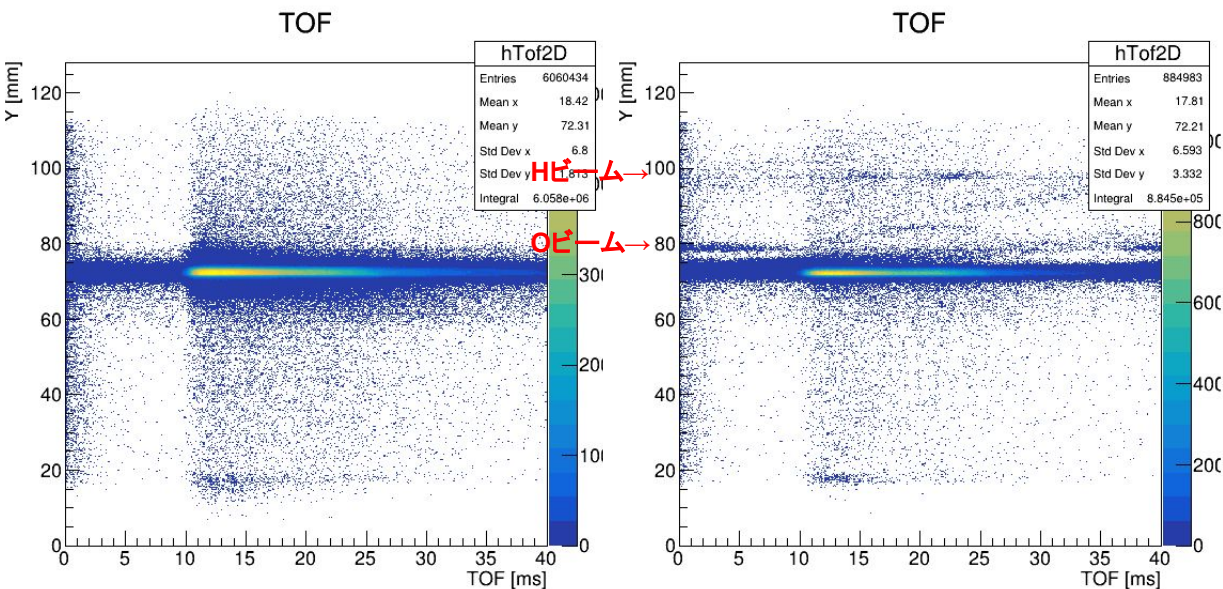 TOF
hTof2D
Entries 6060434
Mean x 18.42
Mean y 72.31
Std Dev x 6.8
Std Dev y 1.813
Integral 6.058e+06
Y [mm]
120
100
80
60
40
20
0
0 5 10 15 20 25 30 35 40
TOF [ms]
Hビーム→
Oビーム→
TOF
hTof2D
Entries 884983
Mean x 17.81
Mean y 72.21
Std Dev x 6.593
Std Dev y 3.332
Integral 8.845e+05
Y [mm]
120
100
80
60
40
20
0
0 5 10 15 20 25 30 35 40
TOF [ms]
0